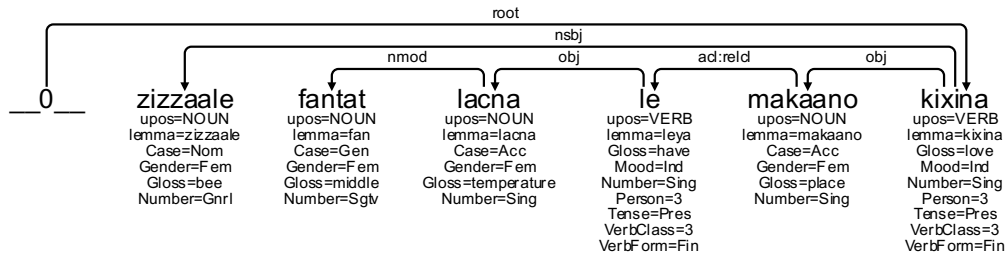 root
nsbj
nmod obj acl:relcl obj
__0__ zizzaale fantat lacna le makaano kixina
upos=NOUN upos=NOUN upos=NOUN upos=VERB upos=NOUN upos=VERB
lemma=zizzaale lemma=fan lemma=lacna lemma=leya lemma=makaano lemma=kixina
Case=Nom Case=Gen Case=Acc Gloss=have Case=Acc Gloss=love
Gender=Fem Gender=Fem Gender=Fem Mood=Ind Gender=Fem Mood=Ind
Gloss=bee Gloss=middle Gloss=temperature Number=Sing Gloss=place Number=Sing
Number=Gnrl Number=Sgtv Number=Sing Person=3 Number=Sing Person=3
Tense=Pres Tense=Pres
VerbClass=3 VerbClass=3
VerbForm=Fin VerbForm=Fin